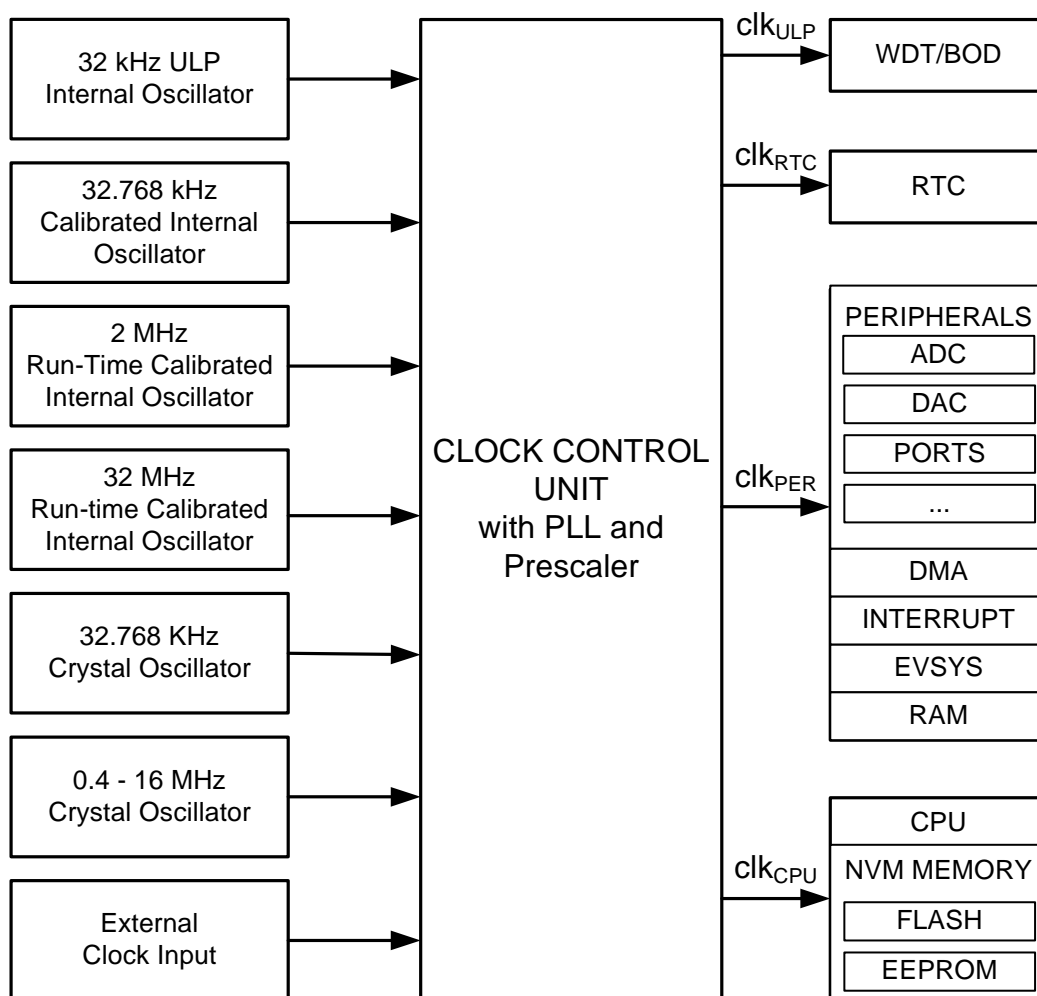 32 kHz ULP
Internal Oscillator
32.768 kHz
Calibrated Internal
Oscillator
2 MHz
Run-Time Calibrated
Internal Oscillator
32 MHz
Run-time Calibrated
Internal Oscillator
32.768 KHz
Crystal Oscillator
0.4 - 16 MHz
Crystal Oscillator
External
Clock Input
CLOCK CONTROL
UNIT
with PLL and
Prescaler
clkULP
WDT/BOD
clkRTC
RTC
clkPER
PERIPHERALS
ADC
DAC
PORTS
...
DMA
INTERRUPT
EVSYS
RAM
clkCPU
CPU
NVM MEMORY
FLASH
EEPROM